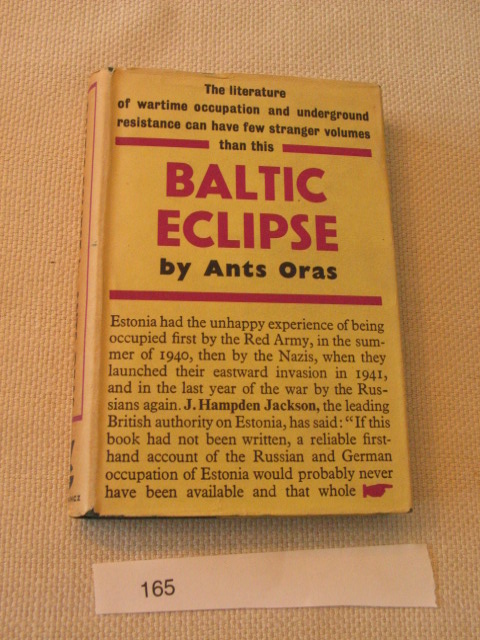 The literature
of wartime occupation and underground
resistance can have few stranger volumes
than this
BALTIC
ECLIPSE
by Ants Oras
Estonia had the unhappy experience of being
occupied first by the Red Army, in the sum-
mer of 1940, then by the Nazis, when they
launched their eastward invasion in 1941,
and in the last year of the war by the Rus-
sians again. J. Hampden Jackson, the leading
British authority on Estonia, has said: "If this
book had not been written, a reliable first-
hand account of the Russian and German
occupation of Estonia would probably never
have been available and that whole
165